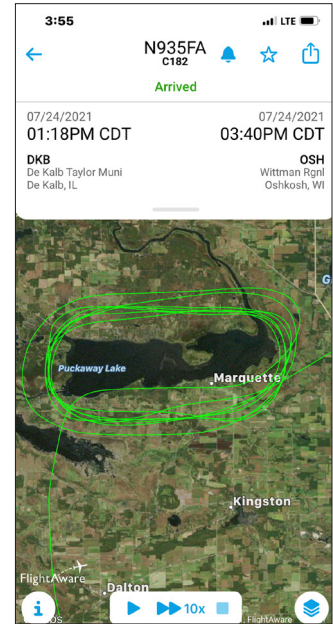 3:55
LTE
N935FA
C182
Arrived
07/24/2021 07/24/2021
01:18PM CDT 03:40PM CDT
DKB OSH
De Kalb Taylor Muni Wittman Rgnl
De Kalb, IL Oshkosh, WI
G
Puckaway Lake
Marquette
Kingston
FlightAware
Dalton
i
10x
OS
FlightAware